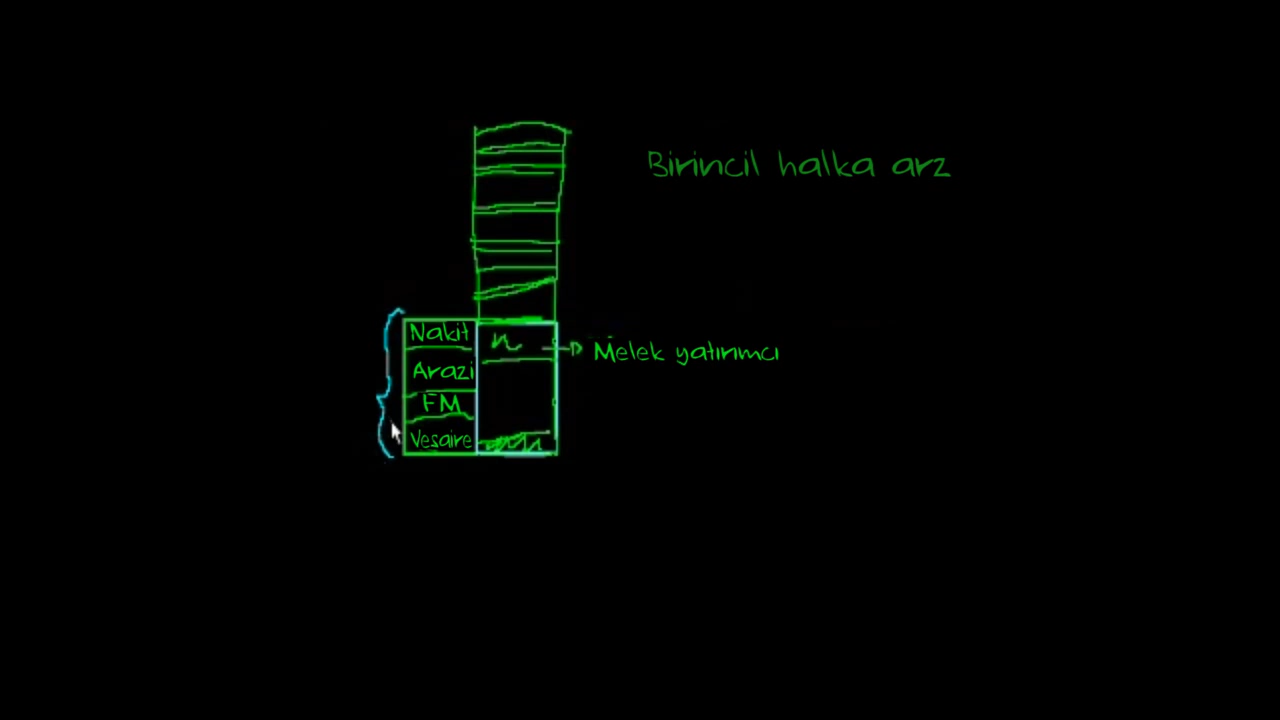 Birincil halka arz
Nakit
Melek yatırımcı
Arazi
FM
Vesaire